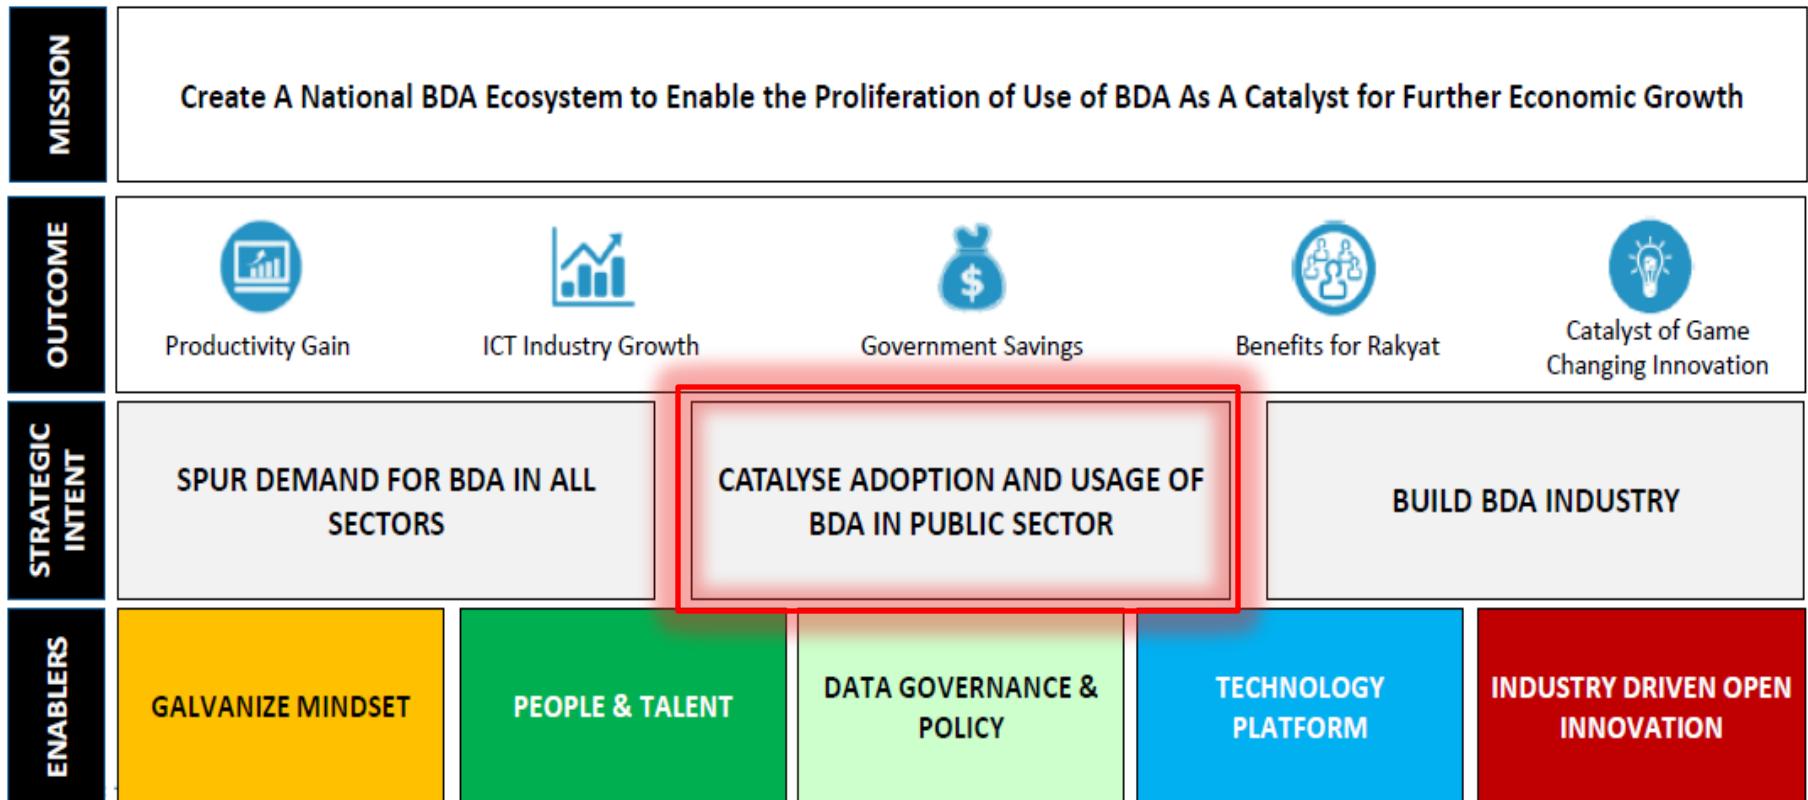 MISSION
Create A National BDA Ecosystem to Enable the Proliferation of Use of BDA As A Catalyst for Further Economic Growth
OUTCOME
Productivity Gain
ICT Industry Growth
$
Government Savings
Benefits for Rakyat
Catalyst of Game
Changing Innovation
STRATEGIC
INTENT
SPUR DEMAND FOR BDA IN ALL
SECTORS
CATALYSE ADOPTION AND USAGE OF
BDA IN PUBLIC SECTOR
BUILD BDA INDUSTRY
ENABLERS
GALVANIZE MINDSET
PEOPLE & TALENT
DATA GOVERNANCE &
POLICY
TECHNOLOGY
PLATFORM
INDUSTRY DRIVEN OPEN
INNOVATION